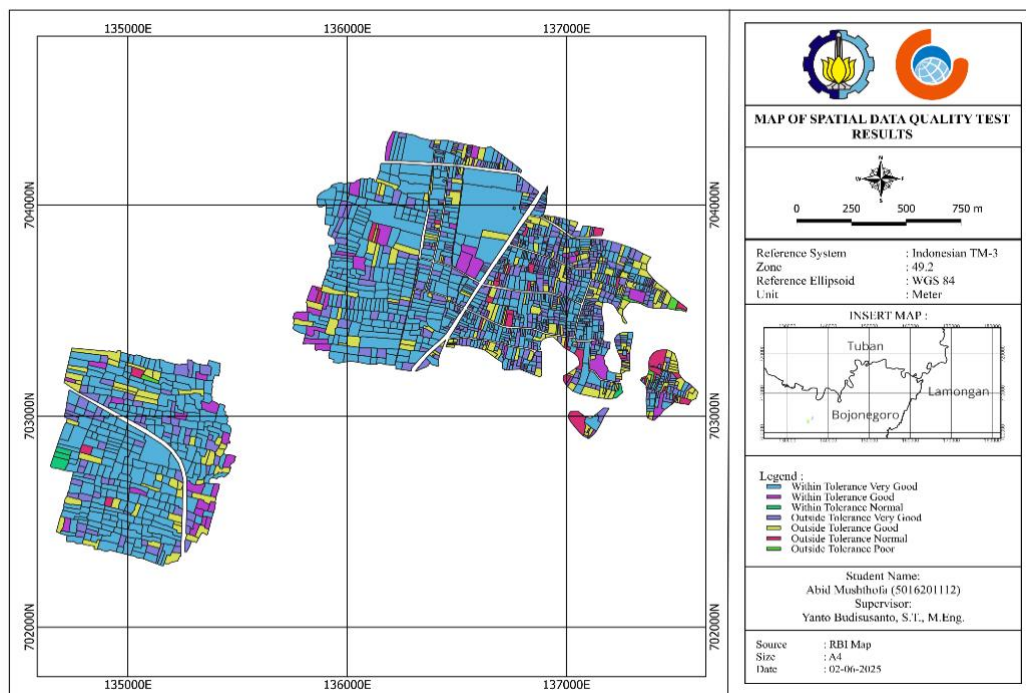 135000E 136000E 137000E
704000N 704000N
703000N 703000N
702000N 702000N
135000E 136000E 137000E
MAP OF SPATIAL DATA QUALITY TEST
RESULTS
N
S
0 250 500 750 m
Reference System : Indonesian TM-3
Zone : 49.2
Reference Ellipsoid : WGS 84
Unit : Meter
INSERT MAP :
Tuban
Lamongan
Bojonegoro
Legend :
Within Tolerance Very Good
Within Tolerance Good
Within Tolerance Normal
Outside Tolerance Very Good
Outside Tolerance Good
Outside Tolerance Normal
Outside Tolerance Poor
Student Name:
Abid Mushthofa (5016201112)
Supervisor:
Yanto Budisusanto, S.T., M.Eng.
Source : RBI Map
Size : A4
Date : 02-06-2025